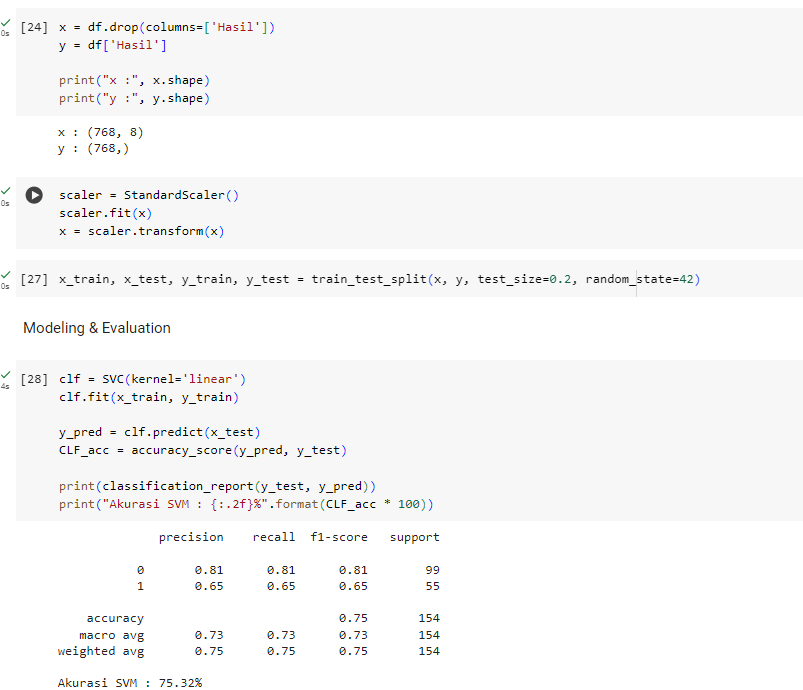 [24] x = df.drop(columns=['Hasil'])
y = df['Hasil']
print("x :", x.shape)
print("y :", y.shape)
0s
x : (768, 8)
y : (768,)
scaler = StandardScaler()
scaler.fit(x)
x = scaler.transform(x)
0s
[27] x_train, x_test, y_train, y_test = train_test_split(x, y, test_size=0.2, random_state=42)
0s
Modeling & Evaluation
[28] clf = SVC(kernel='linear')
clf.fit(x_train, y_train)
4s
y_pred = clf.predict(x_test)
CLF_acc = accuracy_score(y_pred, y_test)
print(classification_report(y_test, y_pred))
print("Akurasi SVM : {:.2f}%".format(CLF_acc * 100))
precision recall f1-score support
0 0.81 0.81 0.81 99
1 0.65 0.65 0.65 55
accuracy 0.75 154
macro avg 0.73 0.73 0.73 154
weighted avg 0.75 0.75 0.75 154
Akurasi SVM : 75.32%